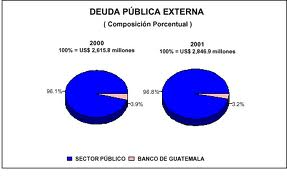 DEUDA PÚBLICA EXTERNA
( Composición Porcentual )
2000
100% = US$ 2,615.8 millones
2001
100% = US$ 2,846.9 millones
96.1%
3.9%
96.8%
3.2%
SECTOR PÚBLICO
BANCO DE GUATEMALA